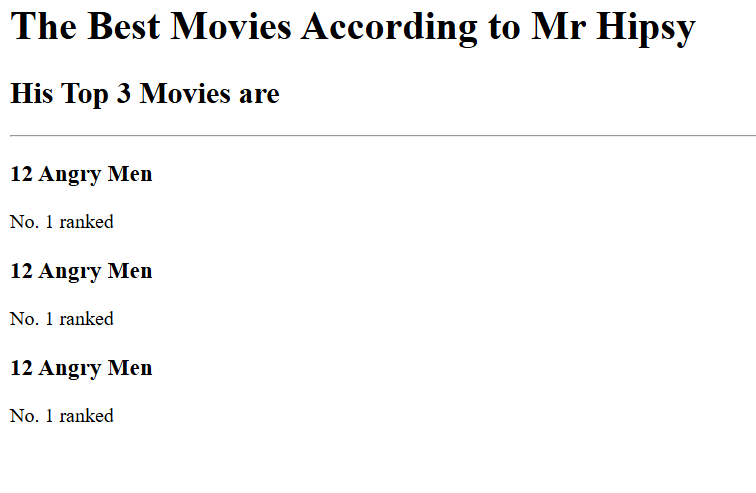 The Best Movies According to Mr Hipsy
His Top 3 Movies are
12 Angry Men
No. 1 ranked
12 Angry Men
No. 1 ranked
12 Angry Men
No. 1 ranked